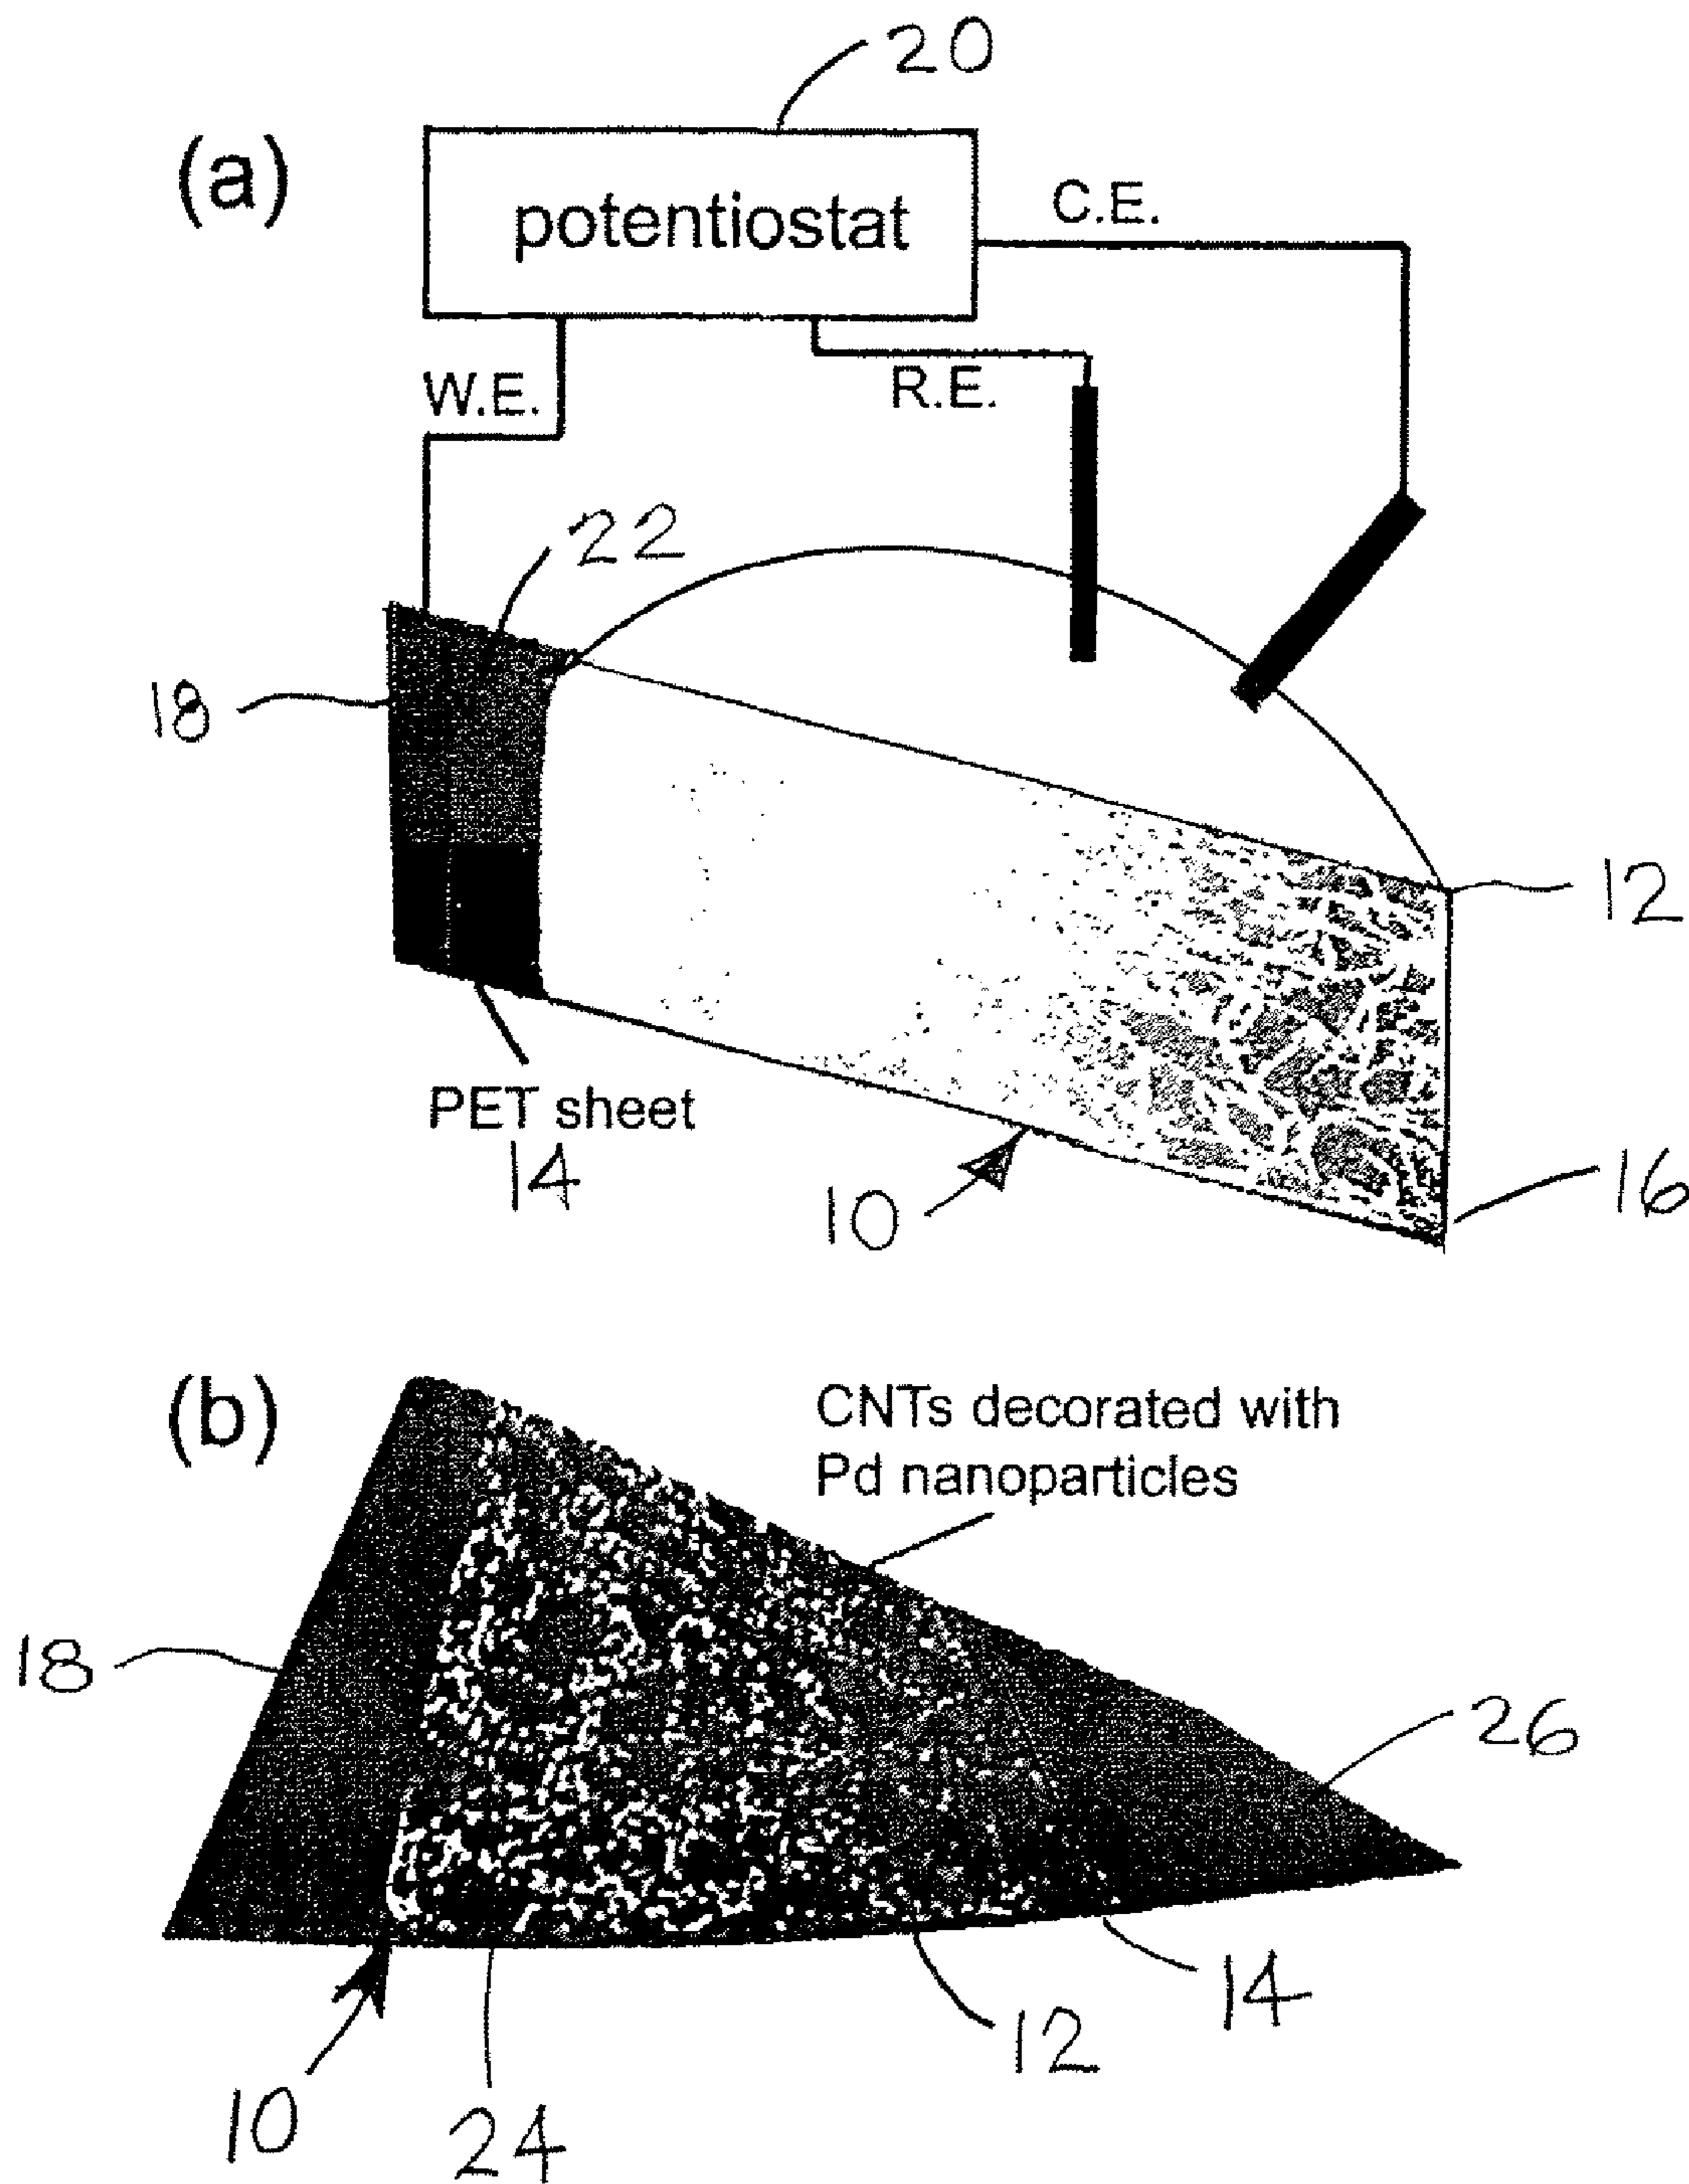 20
(a)
C.E.
potentiostat
W.E.
R.E.
22
18
12
PET sheet
14
10
16
(b)
CNTs decorated with
Pd nanoparticles
18
26
14
12
10
24